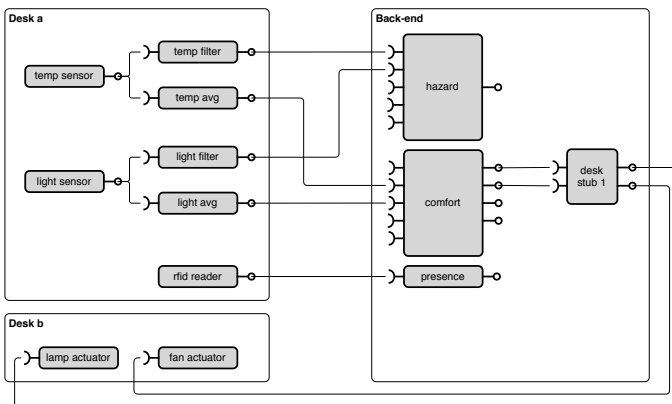 Desk a
Back-end
temp filter
temp sensor
hazard
temp avg
light filter
desk
stub 1
light sensor
light avg
comfort
rfid reader
presence
Desk b
lamp actuator
fan actuator